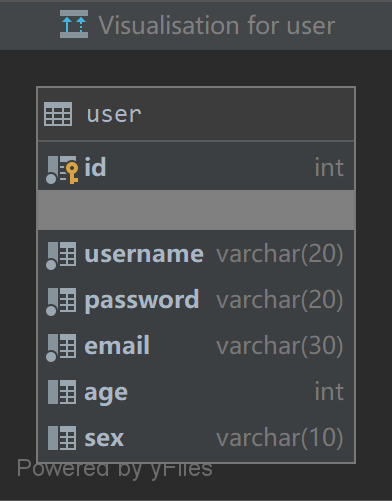 Visualisation for user
user
id int
username varchar(20)
password varchar(20)
email varchar(30)
age int
sex varchar(10)
Powered by yFiles